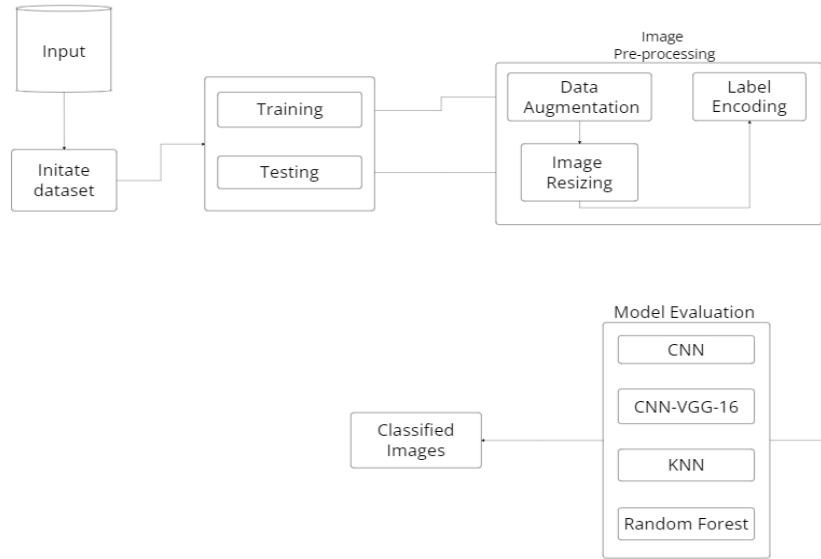 Input
Initate
dataset
Training
Testing
Image
Pre-processing
Data
Augmentation
Label
Encoding
Image
Resizing
Model Evaluation
CNN
CNN-VGG-16
KNN
Random Forest
Classified
Images